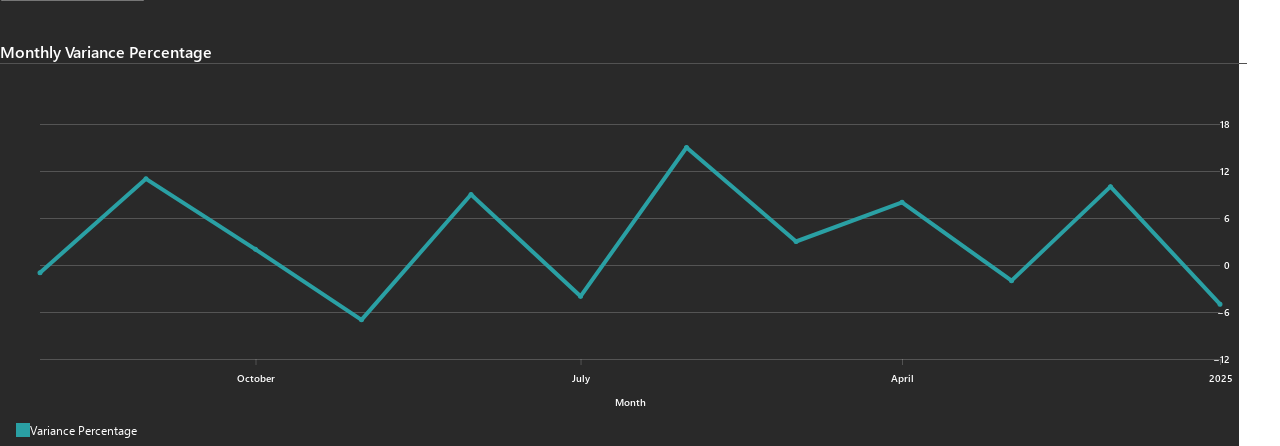 Monthly Variance Percentage
18
12
6
0
–6
–12
October
July
April
2025
Month
Variance Percentage